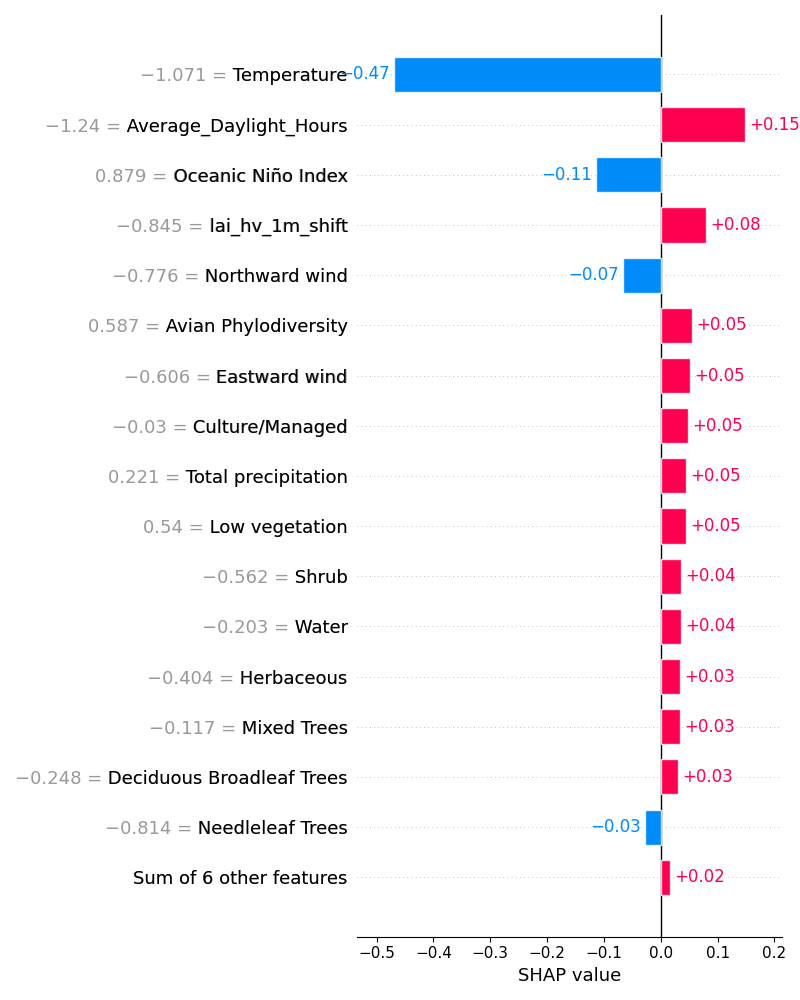 −1.071 = Temperature −0.47
−1.24 = Average_Daylight_Hours +0.15
0.879 = Oceanic Niño Index −0.11
−0.845 = lai_hv_1m_shift +0.08
−0.776 = Northward wind −0.07
0.587 = Avian Phylodiversity +0.05
−0.606 = Eastward wind +0.05
−0.03 = Culture/Managed +0.05
0.221 = Total precipitation +0.05
0.54 = Low vegetation +0.05
−0.562 = Shrub +0.04
−0.203 = Water +0.04
−0.404 = Herbaceous +0.03
−0.117 = Mixed Trees +0.03
−0.248 = Deciduous Broadleaf Trees +0.03
−0.814 = Needleleaf Trees −0.03
Sum of 6 other features +0.02
−0.5 −0.4 −0.3 −0.2 −0.1 0.0 0.1 0.2
SHAP value